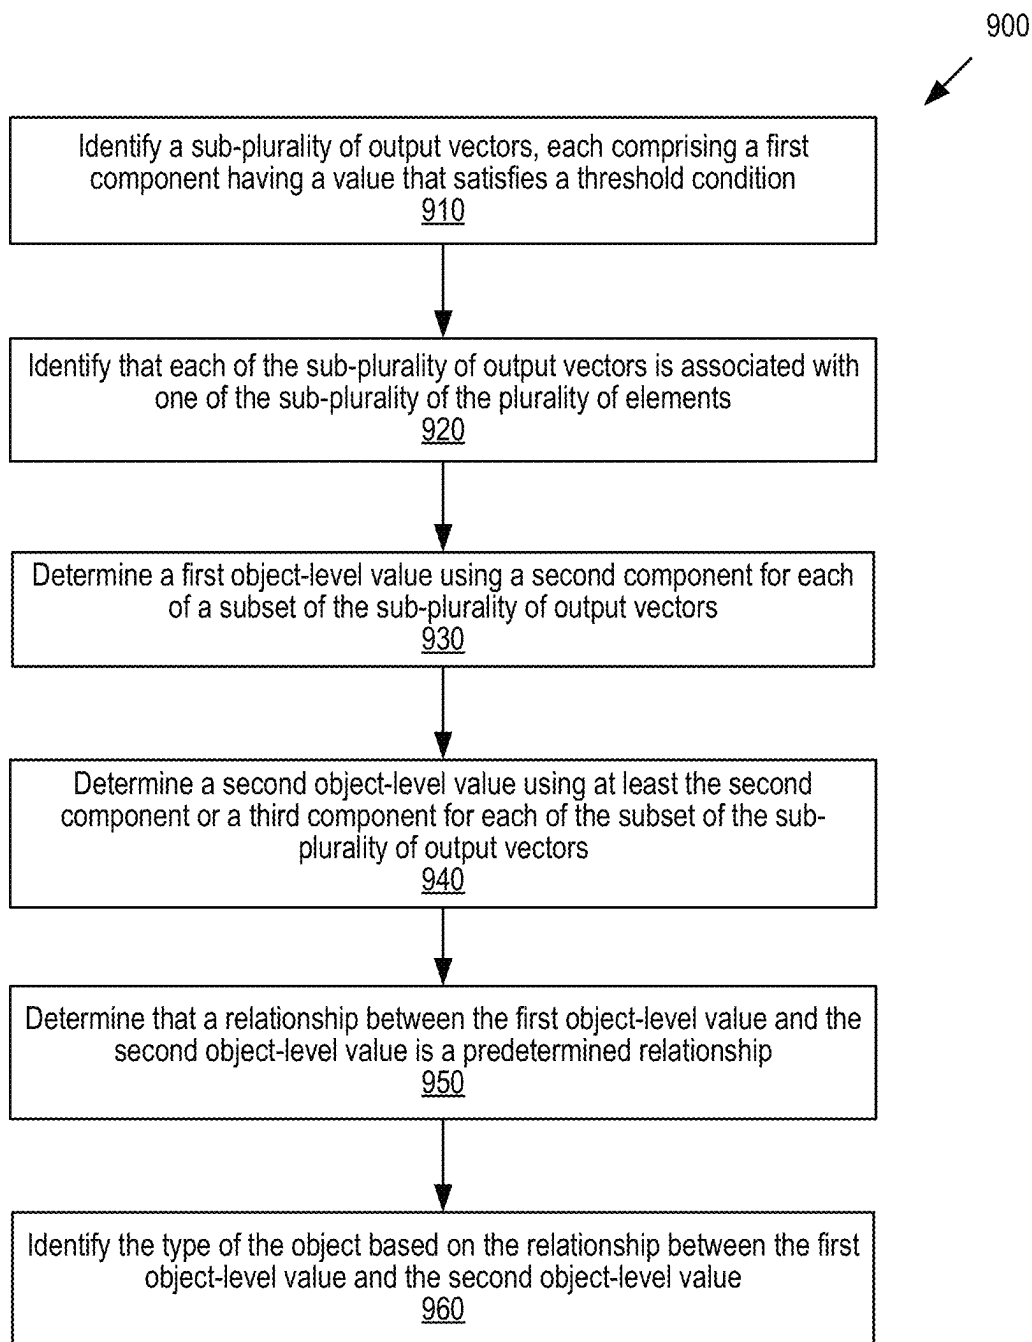 900
Identify a sub-plurality of output vectors, each comprising a first
component having a value that satisfies a threshold condition
910
Identify that each of the sub-plurality of output vectors is associated with
one of the sub-plurality of the plurality of elements
920
Determine a first object-level value using a second component for each
of a subset of the sub-plurality of output vectors
930
Determine a second object-level value using at least the second
component or a third component for each of the subset of the sub-
plurality of output vectors
940
Determine that a relationship between the first object-level value and the
second object-level value is a predetermined relationship
950
Identify the type of the object based on the relationship between the first
object-level value and the second object-level value
960